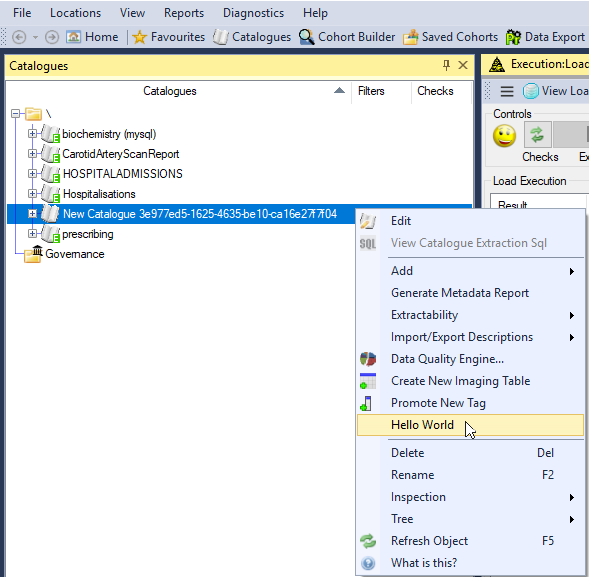 File Locations View Reports Diagnostics Help
Home Favourites Catalogues Cohort Builder Saved Cohorts Data Export
Catalogues
Execution:Load
Catalogues Filters Checks
View Loa
\
Controls
biochemistry (mysql)
CarotidArteryScanReport
Checks Ex
HOSPITALADMISSIONS
Load Execution
Hospitalisations
Result
New Catalogue 3e977ed5-1625-4635-be10-ca16e27f7f04
prescribing
Governance
Edit
SQL View Catalogue Extraction Sql
Add
Generate Metadata Report
Extractability
Import/Export Descriptions
Data Quality Engine...
Create New Imaging Table
Promote New Tag
Hello World
Delete Del
Rename F2
Inspection
Tree
Refresh Object F5
What is this?